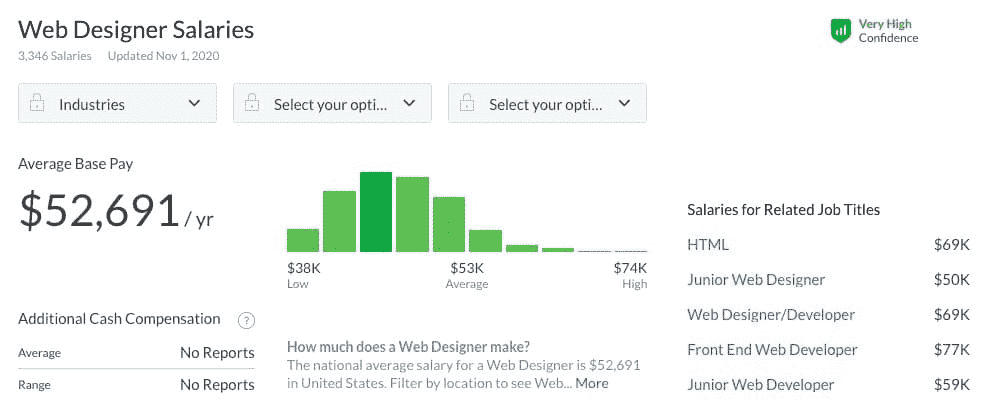 Web Designer Salaries
3,346 Salaries Updated Nov 1, 2020
Very High
Confidence
Industries
Select your opti...
Select your opti...
Average Base Pay
$52,691 / yr
$38K
Low
$53K
Average
$74K
High
Additional Cash Compensation ?
Average No Reports
Range No Reports
How much does a Web Designer make?
The national average salary for a Web Designer is $52,691
in United States. Filter by location to see Web... More
Salaries for Related Job Titles
HTML $69K
Junior Web Designer $50K
Web Designer/Developer $69K
Front End Web Developer $77K
Junior Web Developer $59K